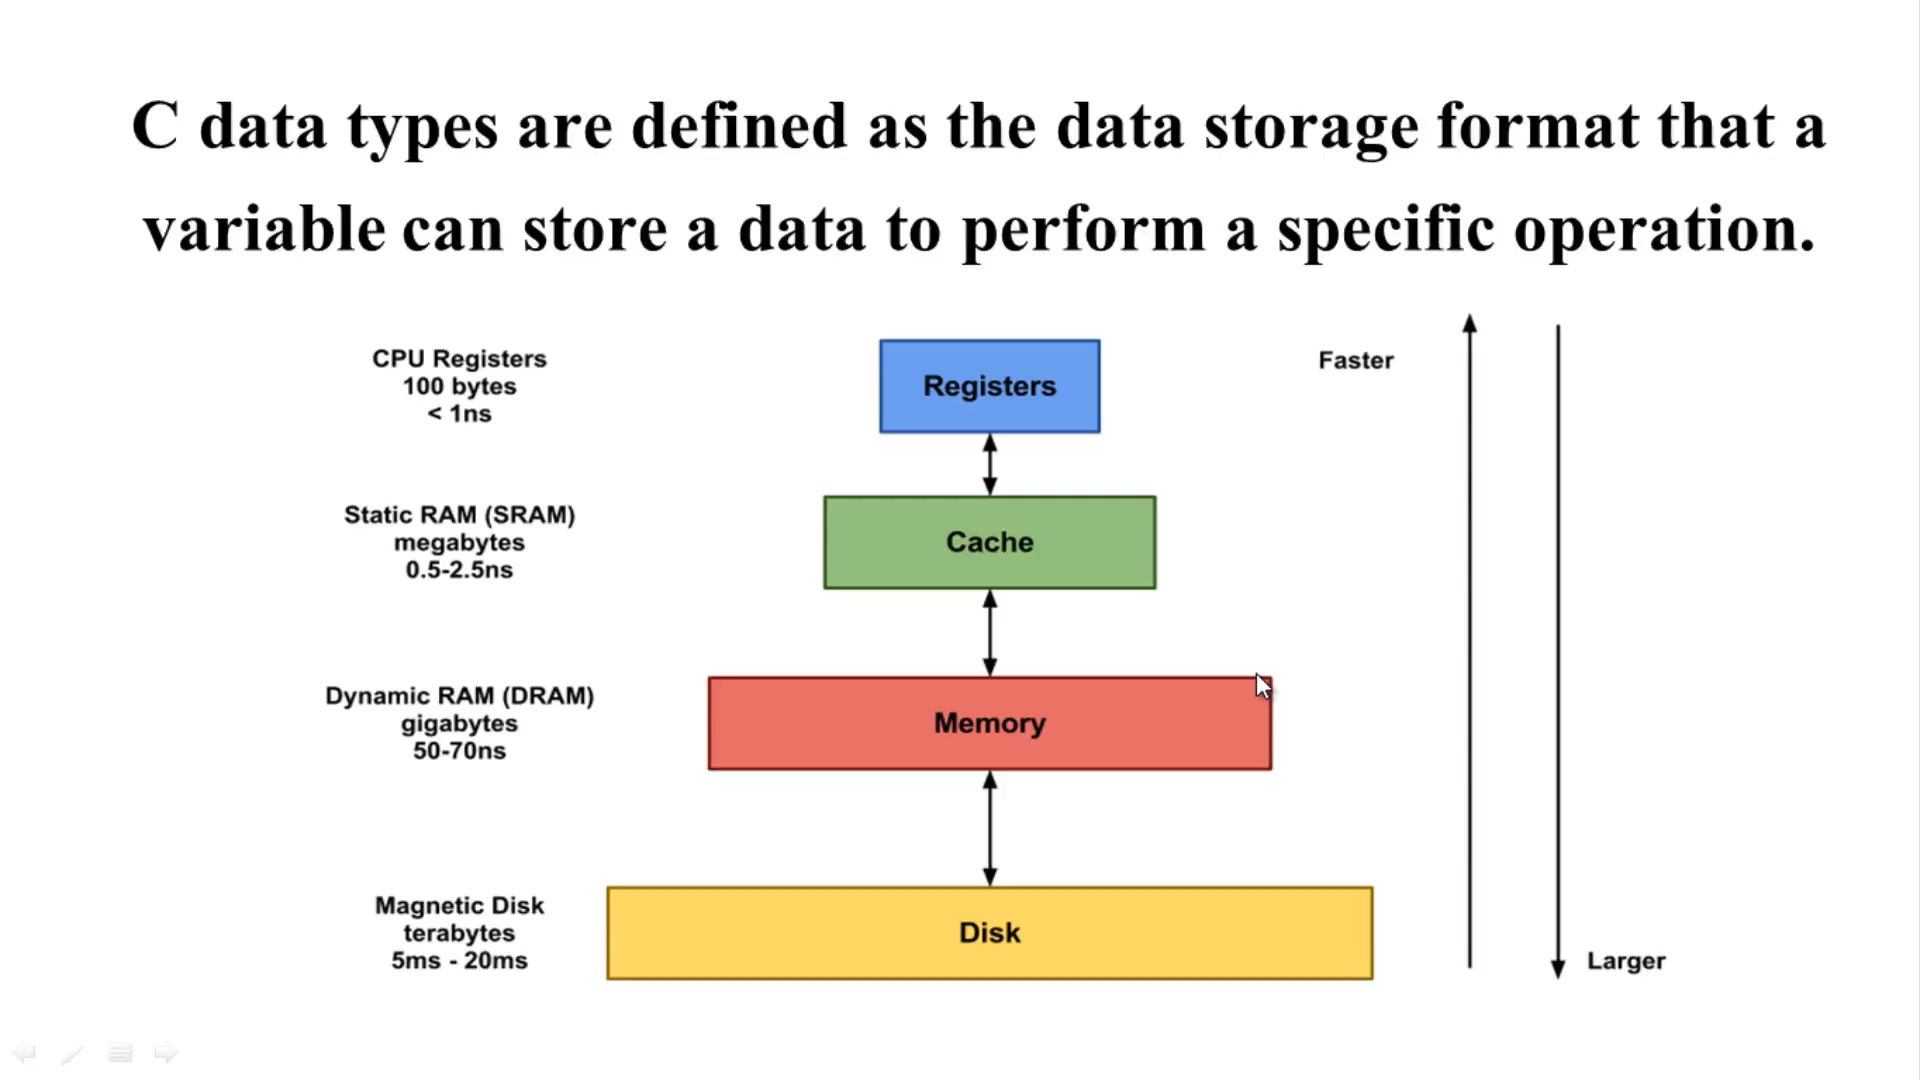 C data types are defined as the data storage format that a
variable can store a data to perform a specific operation.
CPU Registers
100 bytes
< 1ns
Registers
Faster
Static RAM (SRAM)
megabytes
0.5-2.5ns
Cache
Dynamic RAM (DRAM)
gigabytes
50-70ns
Memory
Magnetic Disk
terabytes
5ms - 20ms
Disk
Larger